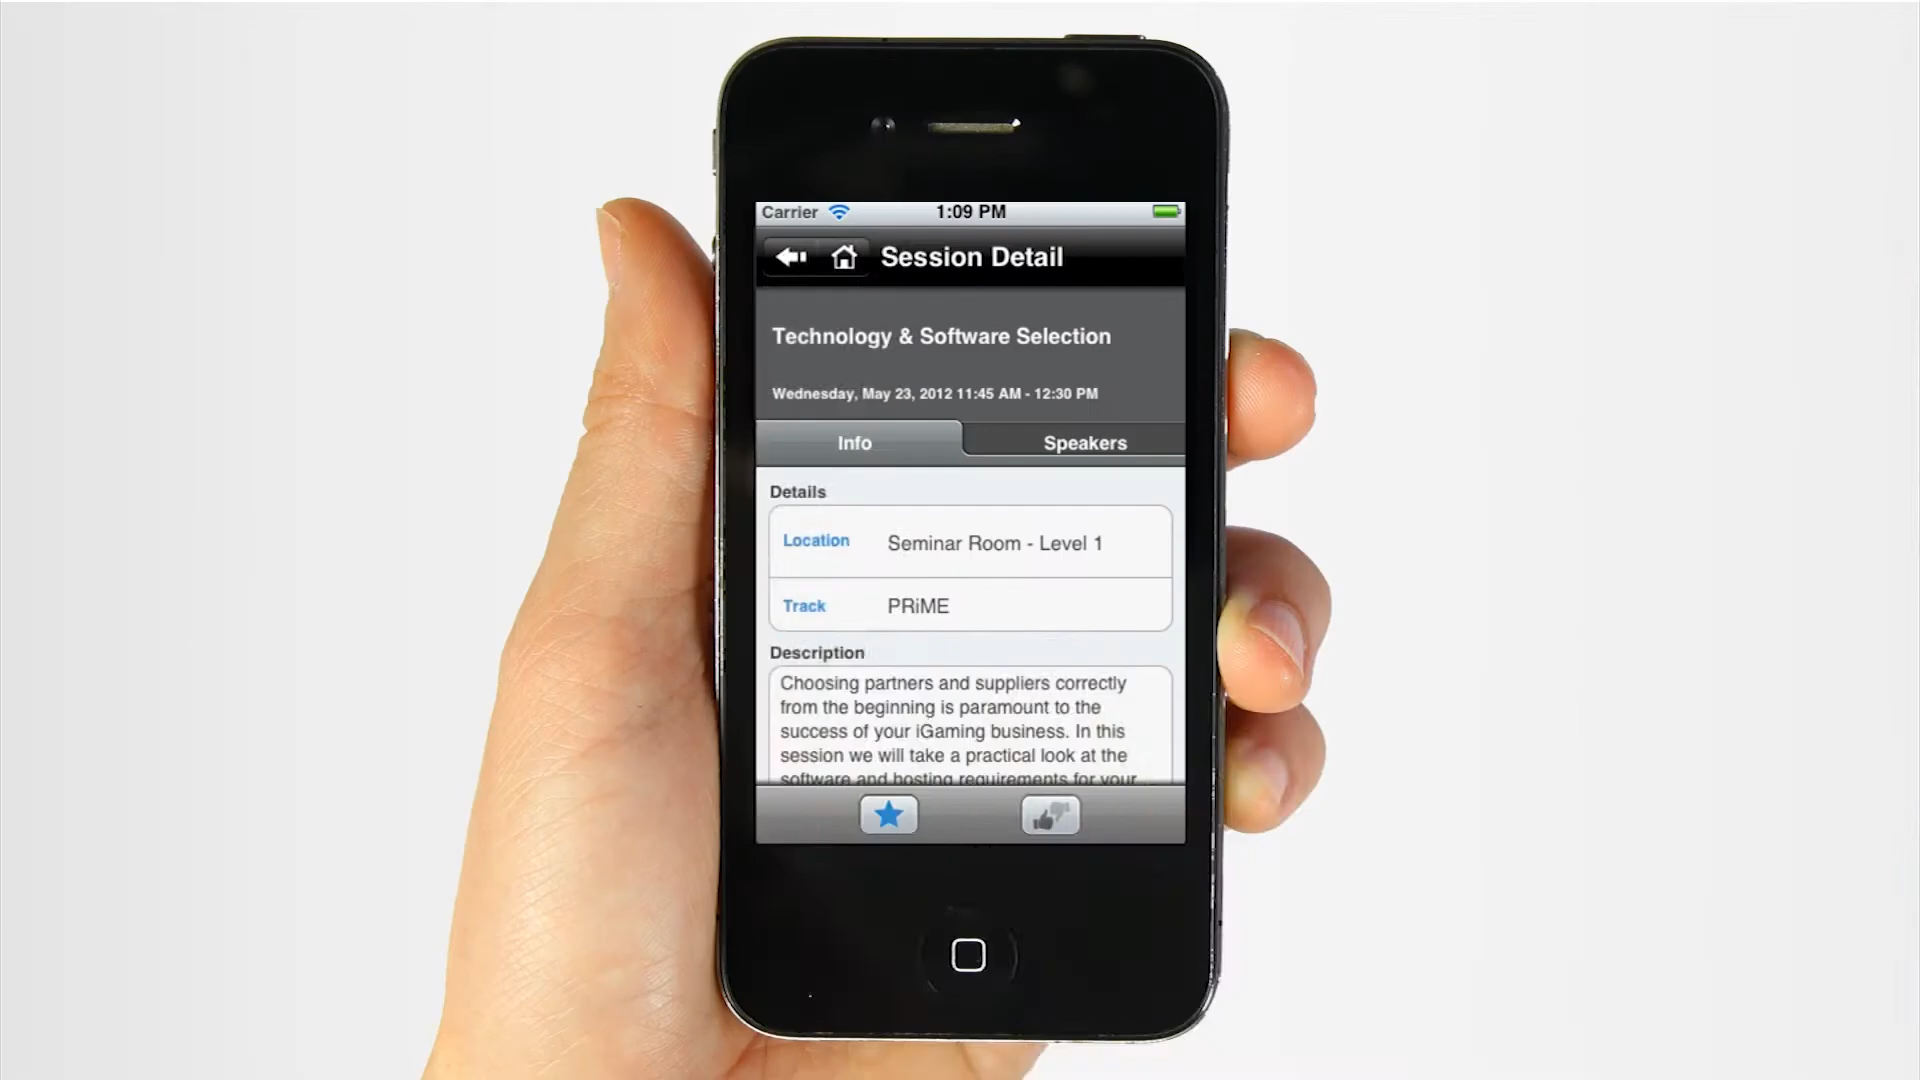 Carrier 1:09 PM
Session Detail
Technology & Software Selection
Wednesday, May 23, 2012 11:45 AM - 12:30 PM
Info Speakers
Details
Location Seminar Room - Level 1
Track PRiME
Description
Choosing partners and suppliers correctly
from the beginning is paramount to the
success of your iGaming business. In this
session we will take a practical look at the
software and hosting requirements for your